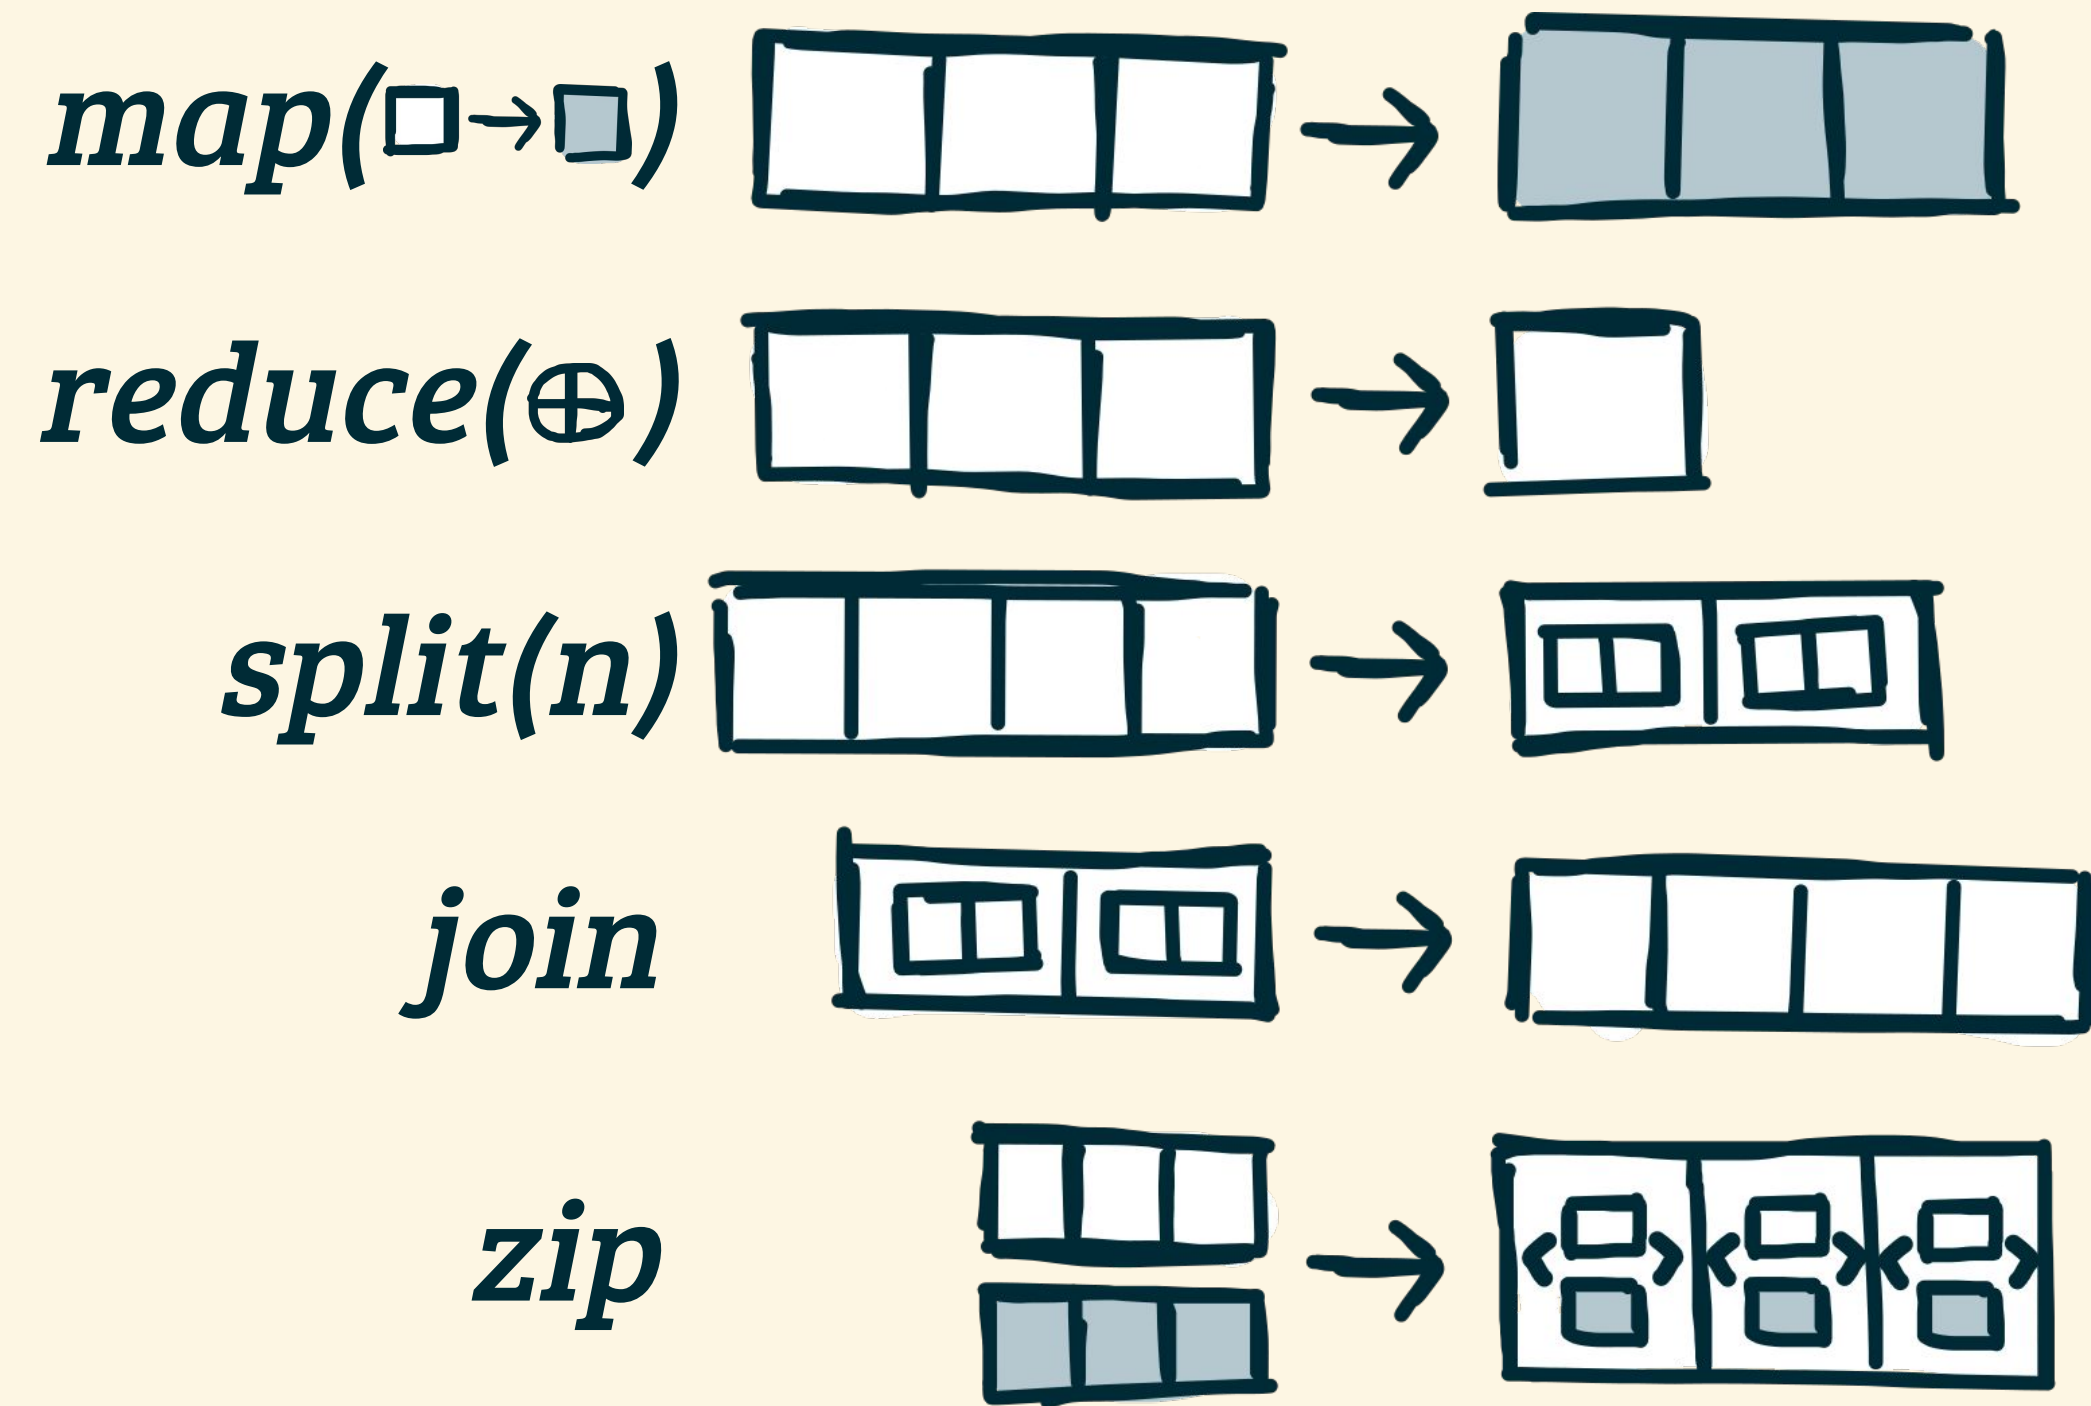 map(□→□)
reduce(⊕)
split(n)
join
zip